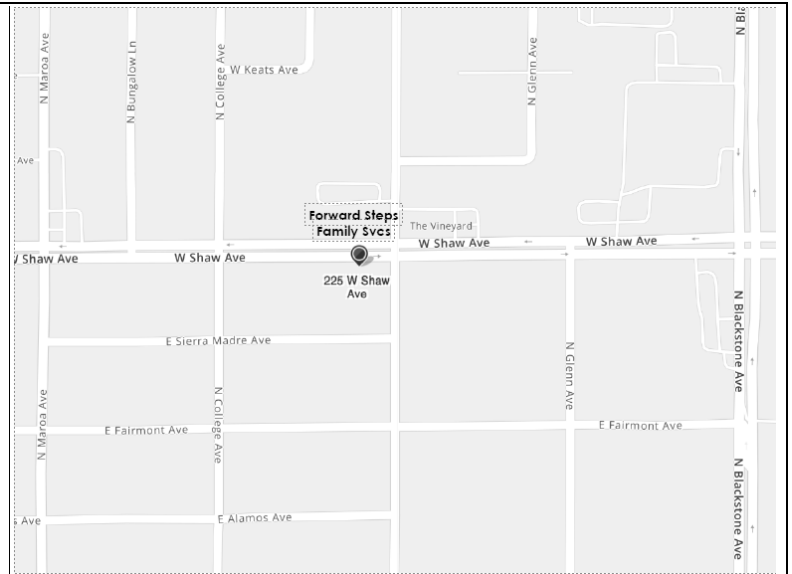 N Maroa Ave
N Bungalow Ln
N College Ave
W Keats Ave
N Glenn Ave
N Bl
Ave
Forward Steps
Family Svcs
The Vineyard
W Shaw Ave
W Shaw Ave
W Shaw Ave
W Shaw Ave
225 W Shaw
Ave
E Sierra Madre Ave
N Maroa Ave
N College Ave
N Glenn Ave
N Blackstone Ave
E Fairmont Ave
E Fairmont Ave
s Ave
E Alamos Ave
N Blackstone Ave